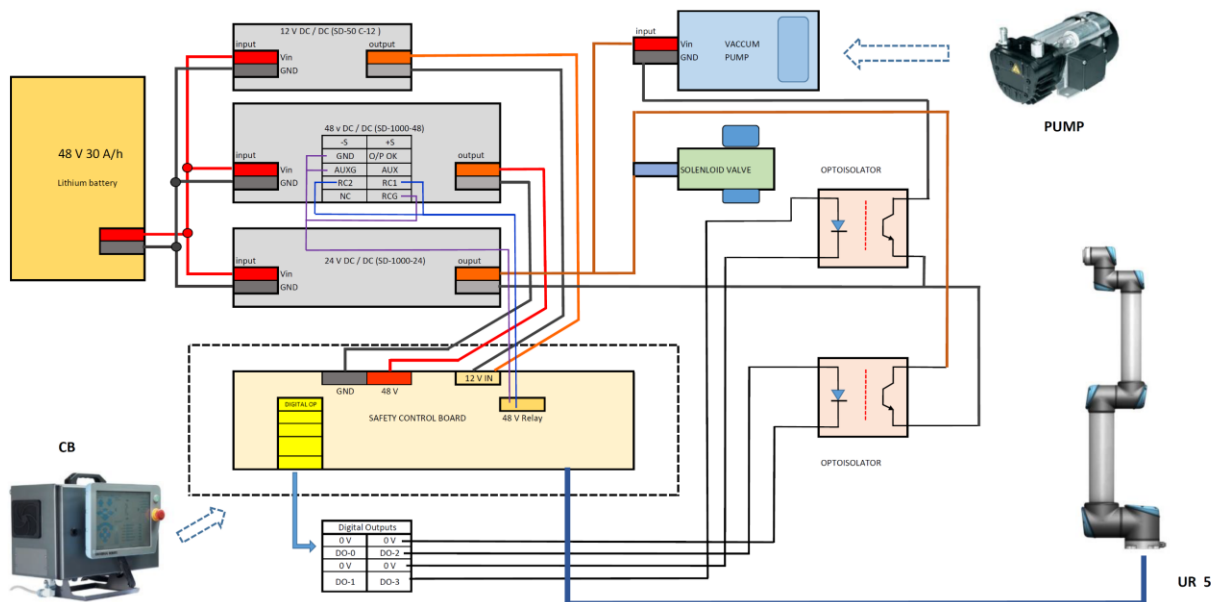 12 V DC / DC (SD-50 C-12 )
input
output
Vin
GND
input
Vin
GND
VACCUM
PUMP
PUMP
48 V 30 A/h
Lithium battery
48 v DC / DC (SD-1000-48)
-S +S
GND O/P OK
AUXG AUX
RC2 RC1
NC RCG
input
Vin
GND
output
SOLENLOID VALVE
OPTOISOLATOR
24 V DC / DC (SD-1000-24)
input
Vin
GND
ouput
GND
48 V
12 V IN
DIGITAL OP
SAFETY CONTROL BOARD
48 V Relay
OPTOISOLATOR
CB
Digital Outputs
0 V 0 V
DO-0 DO-2
0 V 0 V
DO-1 DO-3
UR 5